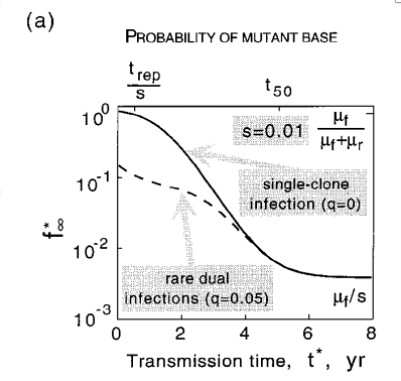 (a)
PROBABILITY OF MUTANT BASE
t_rep/s
t_50
10^0
s=0.01
μ_f/μ_f+μ_r
10^-1
single-clone
infection (q=0)
f*_∞
10^-2
rare dual
infections (q=0.05)
μ_f/s
10^-3
0 2 4 6 8
Transmission time, t*, yr